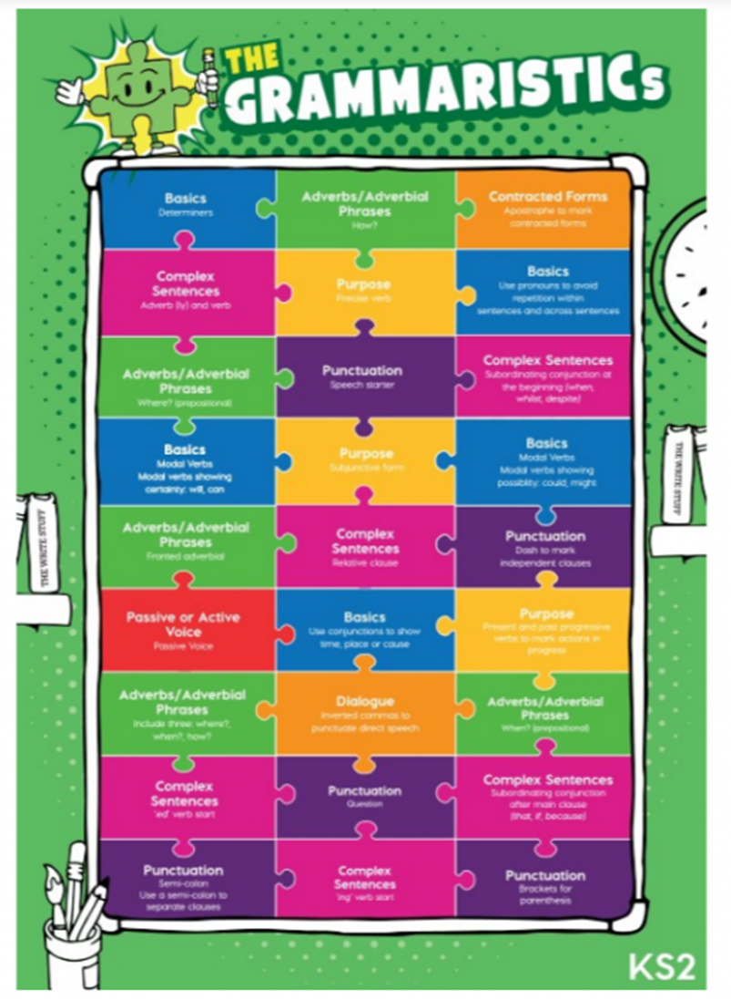 THE
GRAMMARISTICS
Basics
Determiners
Adverbs/Adverbial
Phrases
How?
Contracted Forms
Apostrophe to mark
contracted forms
Complex
Sentences
Adverb (ly) and verb
Purpose
Precise verb
Basics
Use pronouns to avoid
repetition within
sentences and across sentences
Adverbs/Adverbial
Phrases
Where? (prepositional)
Punctuation
Speech starter
Complex Sentences
Subordinating conjunction at
the beginning (when,
whilst, despite)
Basics
Modal Verbs
Modal verbs showing
certainty: will, can
Purpose
Subjunctive form
Basics
Modal Verbs
Modal verbs showing
possiblity: could, might
Adverbs/Adverbial
Phrases
Fronted adverbial
Complex
Sentences
Relative clause
Punctuation
Dash to mark
independent clauses
Passive or Active
Voice
Passive Voice
Basics
Use conjunctions to show
time, place or cause
Purpose
Present and past progressive
verbs to mark actions in
progress
Adverbs/Adverbial
Phrases
Include three: where?,
when?, how?
Dialogue
Inverted commas to
punctuate direct speech
Adverbs/Adverbial
Phrases
When? (prepositional)
Complex
Sentences
'ed' verb start
Punctuation
Question
Complex Sentences
Subordinating conjunction
after main clause
(that, if, because)
Punctuation
Semi-colon
Use a semi-colon to
separate clauses
Complex
Sentences
'ing' verb start
Punctuation
Brackets for
parenthesis
THE WRITE STUFF
THE WRITE STUFF
KS2